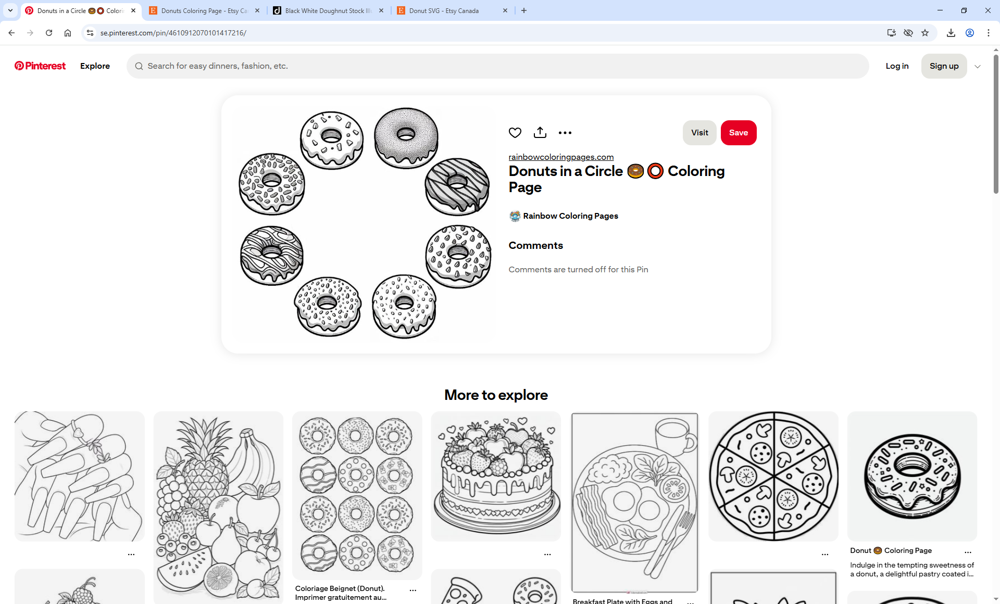 Donuts in a Circle 🍩⭕ Colorin
Donuts Coloring Page - Etsy Ca
Black White Doughnut Stock Ill
Donut SVG - Etsy Canada
se.pinterest.com/pin/4610912070101417216/
Pinterest
Explore
Search for easy dinners, fashion, etc.
Log in
Sign up
Visit
Save
rainbowcoloringpages.com
Donuts in a Circle 🍩⭕ Coloring
Page
Rainbow Coloring Pages
Comments
Comments are turned off for this Pin
More to explore
Donut 🍩 Coloring Page
Indulge in the tempting sweetness of
a donut, a delightful pastry coated i...
Coloriage Beignet (Donut).
Imprimer gratuitement au...
Breakfast Plate with Eggs and